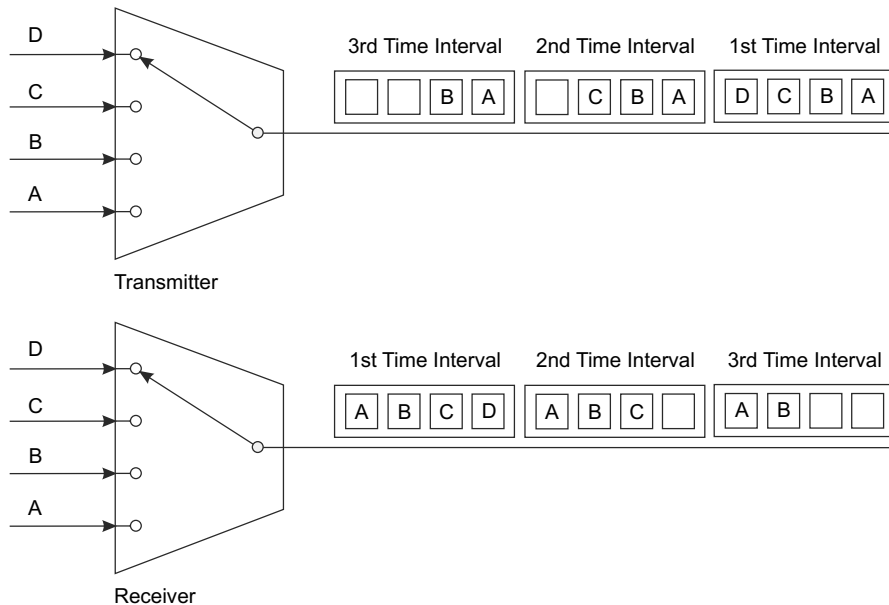 D
C
B
A
3rd Time Interval 2nd Time Interval 1st Time Interval
B A C B A D C B A
Transmitter
D
C
B
A
1st Time Interval 2nd Time Interval 3rd Time Interval
A B C D A B C A B
Receiver